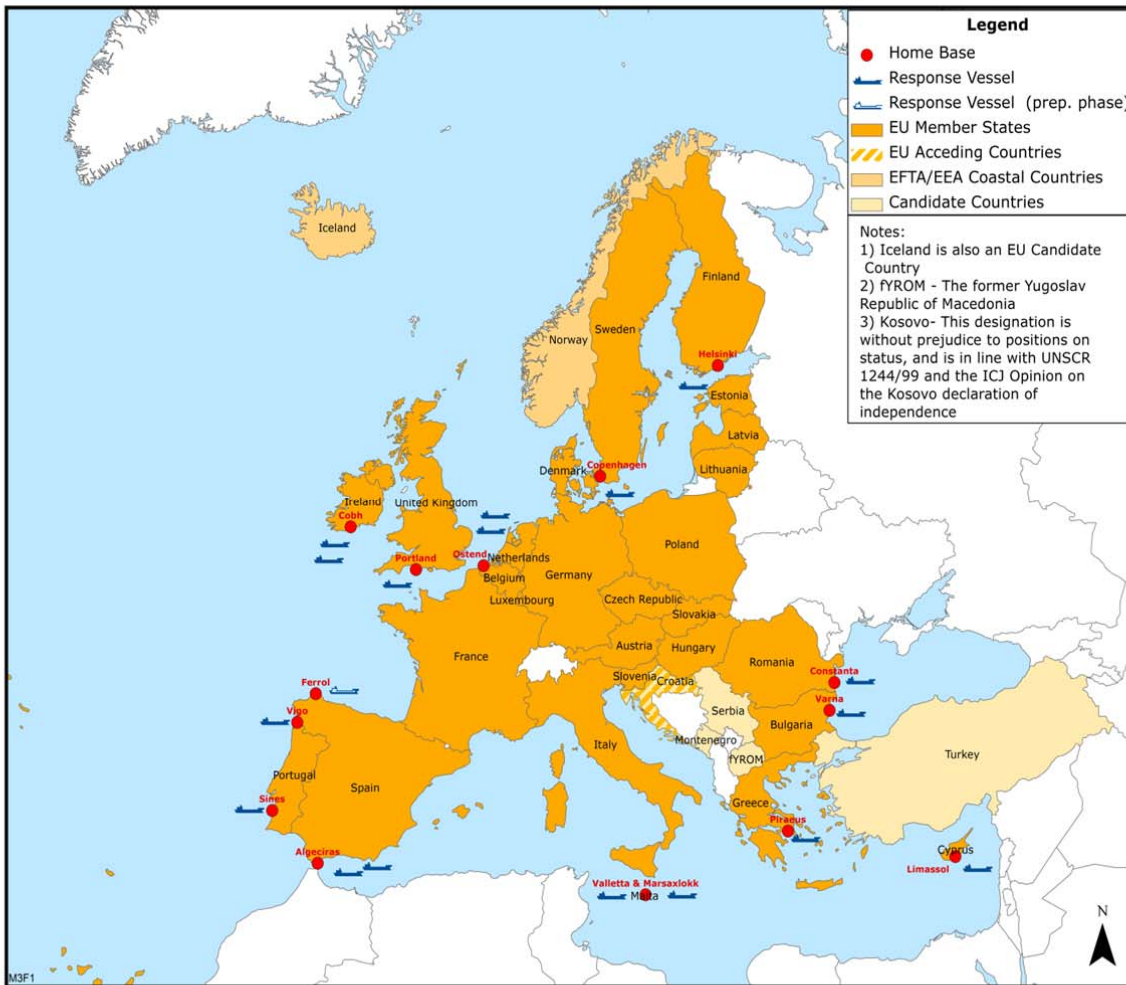 Legend
Home Base
Response Vessel
Response Vessel (prep. phase)
EU Member States
EU Acceding Countries
EFTA/EEA Coastal Countries
Candidate Countries
Notes:
1) Iceland is also an EU Candidate
Country
2) fYROM - The former Yugoslav
Republic of Macedonia
3) Kosovo- This designation is
without prejudice to positions on
status, and is in line with UNSCR
1244/99 and the ICJ Opinion on
the Kosovo declaration of
independence
Iceland
Finland
Sweden
Norway
Helsinki
Estonia
Latvia
Lithuania
Copenhagen
Denmark
Ireland
United Kingdom
Cobh
Portland
Ostend
Netherlands
Belgium
Luxembourg
Germany
Poland
Czech Republic
Slovakia
Austria
Hungary
France
Romania
Slovenia
Croatia
Constanta
Varna
Serbia
Bulgaria
Ferrol
Vigo
Italy
Montenegro
fYROM
Turkey
Portugal
Spain
Sines
Greece
Piraeus
Algeciras
Cyprus
Limassol
Valletta & Marsaxlokk
Malta
N
M3F1